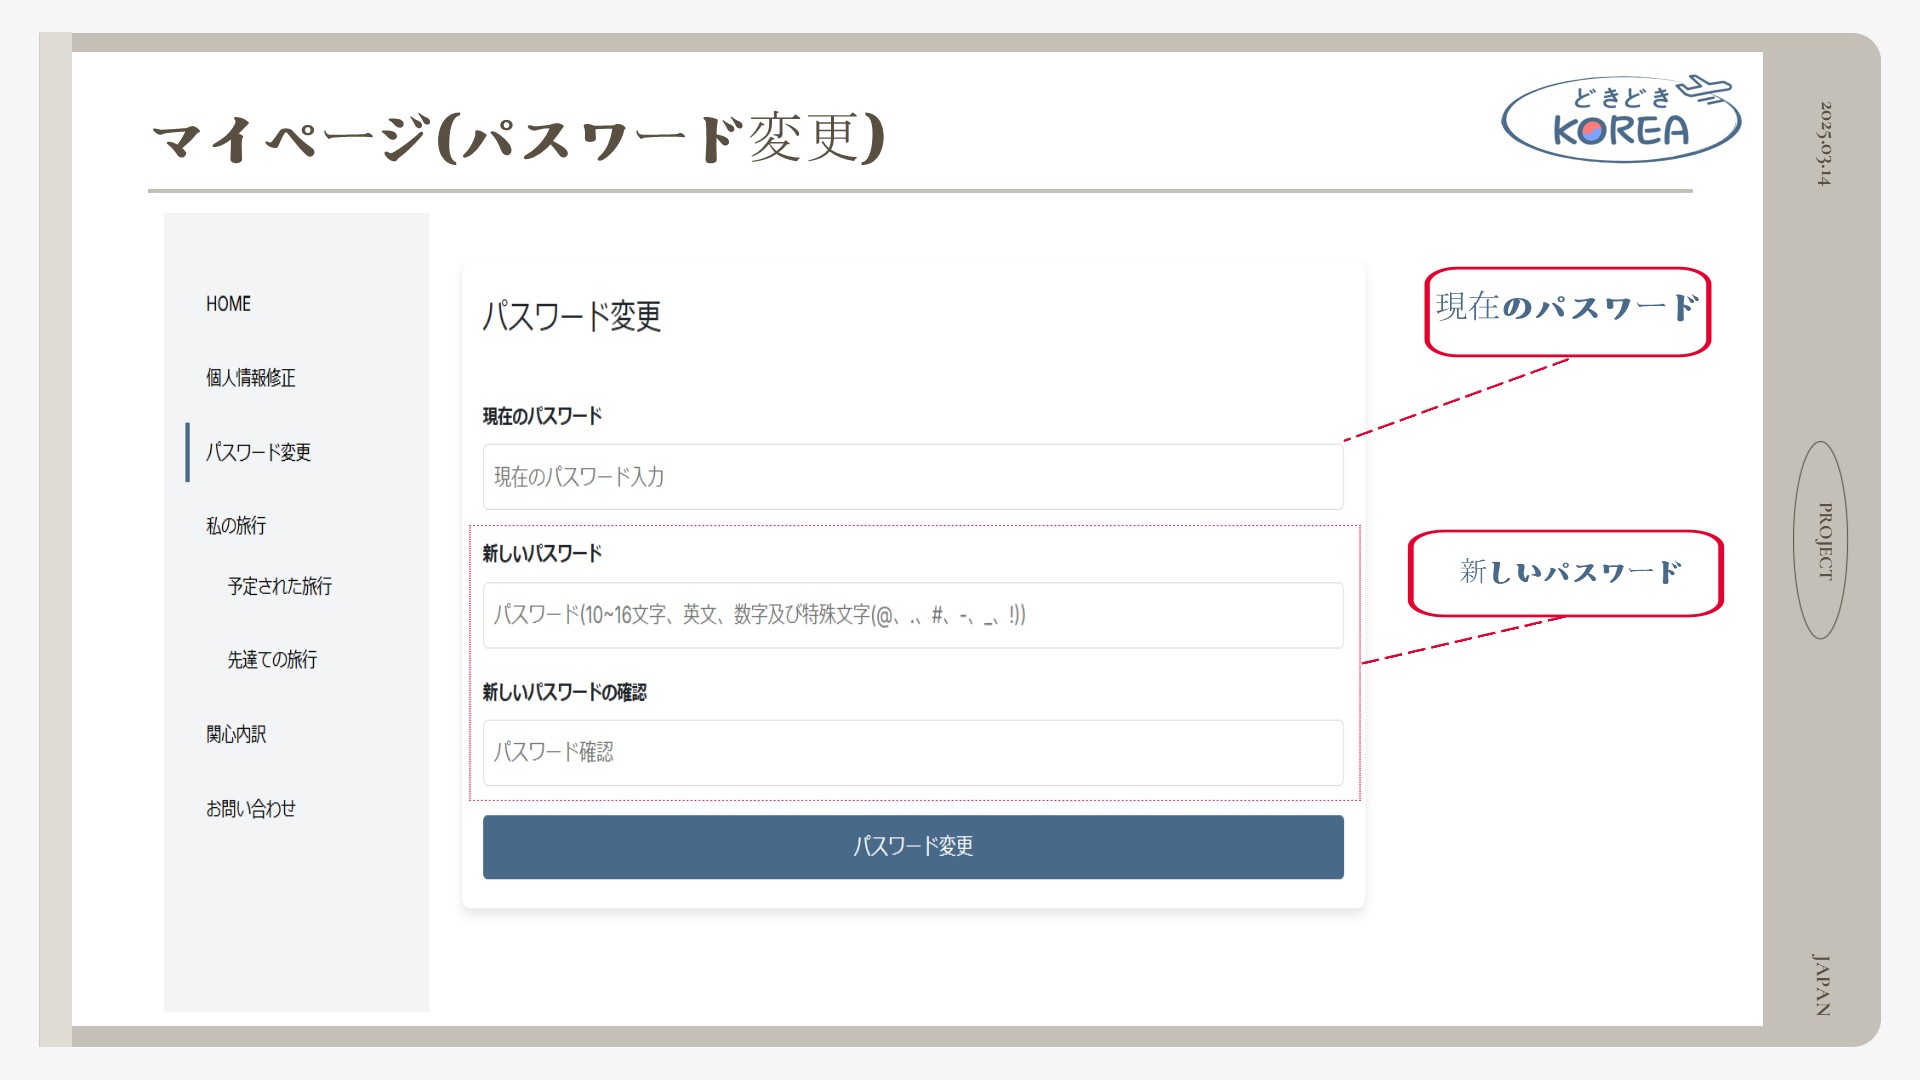 マイページ(パスワード変更)
どきどき
KOREA
2025.03.14
HOME
個人情報修正
パスワード変更
私の旅行
予定された旅行
先達ての旅行
関心内訳
お問い合わせ
パスワード変更
現在のパスワード
現在のパスワード入力
新しいパスワード
パスワード(10~16文字、英文、数字及び特殊文字(@、.、#、-、_、!))
新しいパスワードの確認
パスワード確認
パスワード変更
現在のパスワード
新しいパスワード
PROJECT
JAPAN